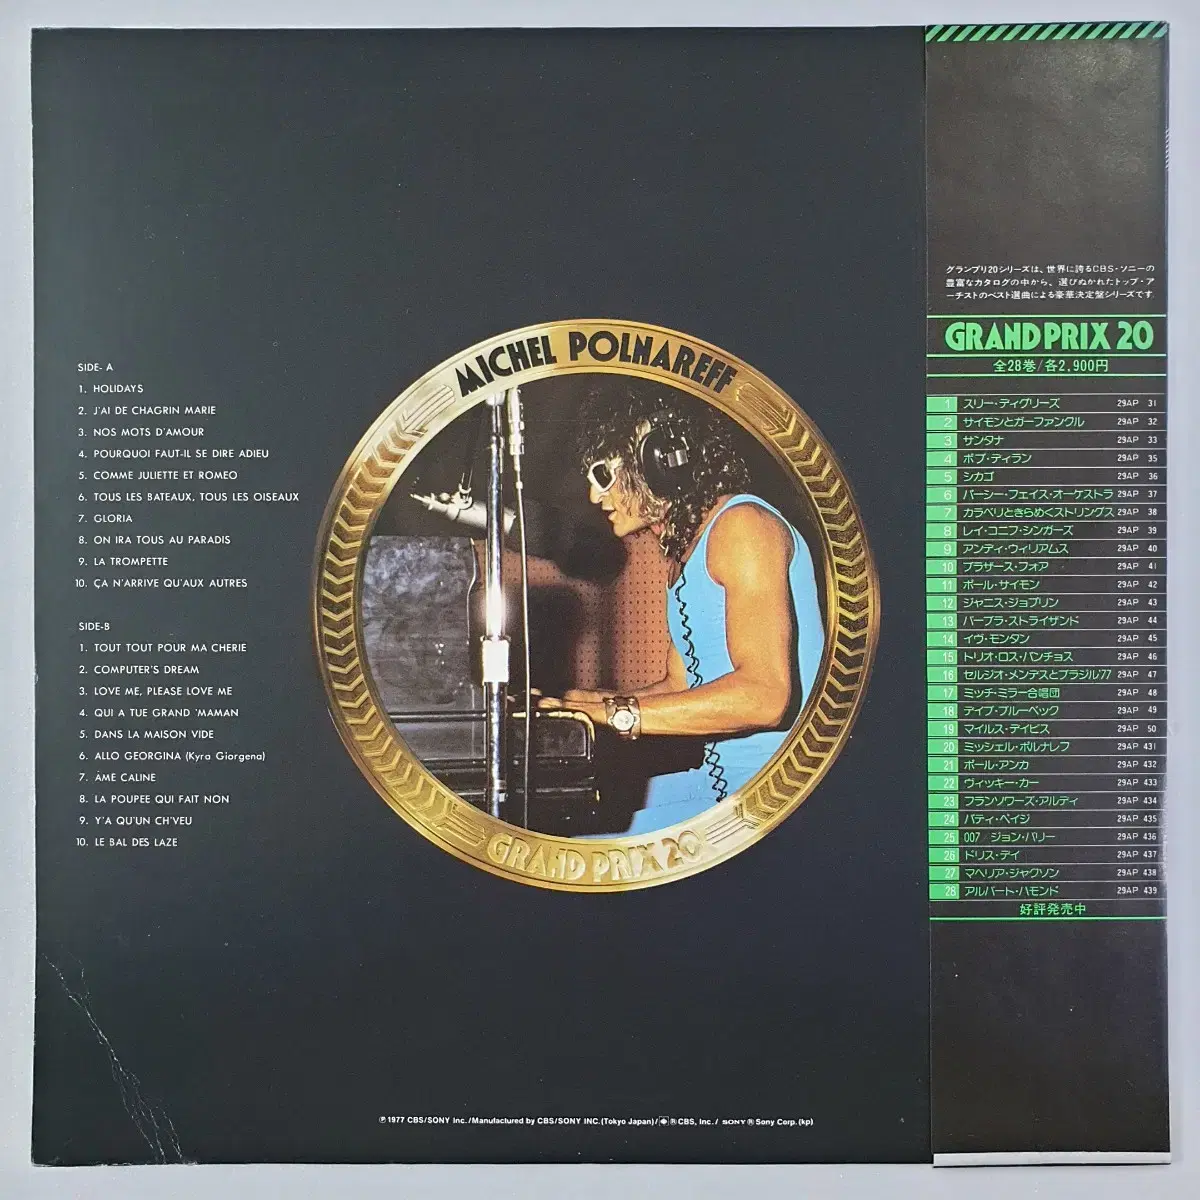 SIDE- A
1. HOLIDAYS
2. J'AI DE CHAGRIN MARIE
3. NOS MOTS D'AMOUR
4. POURQUOI FAUT-IL SE DIRE ADIEU
5. COMME JULIETTE ET ROMEO
6. TOUS LES BATEAUX, TOUS LES OISEAUX
7. GLORIA
8. ON IRA TOUS AU PARADIS
9. LA TROMPETTE
10. ÇA N'ARRIVE QU'AUX AUTRES
SIDE-B
1. TOUT TOUT POUR MA CHERIE
2. COMPUTER'S DREAM
3. LOVE ME, PLEASE LOVE ME
4. QUI A TUE GRAND 'MAMAN
5. DANS LA MAISON VIDE
6. ALLO GEORGINA (Kyra Giorgena)
7. ÂME CALINE
8. LA POUPEE QUI FAIT NON
9. Y'A QU'UN CH'VEU
10. LE BAL DES LAZE
MICHEL POLNAREFF
GRAND PRIX 20
Ⓟ1977 CBS/SONY Inc./Manufactured by CBS/SONY INC.(Tokyo Japan)/ⓇCBS, Inc./ SONYⓇSony Corp.(kp)
グランプリ20シリーズは、世界に誇るCBS・ソニーの
豊富なカタログの中から、選びぬかれたトップ・ア
ーチストのベスト選曲による豪華決定盤シリーズです.
GRAND PRIX 20
全28巻/各2,900円
1 スリー・ディグリーズ 29AP 31
2 サイモンとガーファンクル 29AP 32
3 サンタナ 29AP 33
4 ボブ・ディラン 29AP 35
5 シカゴ 29AP 36
6 パーシー・フェイス・オーケストラ 29AP 37
7 カラベリときらめくストリングス 29AP 38
8 レイ・コニフ・シンガーズ 29AP 39
9 アンディ・ウィリアムス 29AP 40
10 ブラザース・フォア 29AP 41
11 ポール・サイモン 29AP 42
12 ジャニス・ジョプリン 29AP 43
13 バーブラ・ストライザンド 29AP 44
14 イヴ・モンタン 29AP 45
15 トリオ・ロス・パンチョス 29AP 46
16 セルジオ・メンデスとブラジル'77 29AP 47
17 ミッチ・ミラー合唱団 29AP 48
18 デイブ・ブルーベック 29AP 49
19 マイルス・デイビス 29AP 50
20 ミッシェル・ポルナレフ 29AP 431
21 ポール・アンカ 29AP 432
22 ヴィッキー・カー 29AP 433
23 フランソワーズ・アルディ 29AP 434
24 パティ・ペイジ 29AP 435
25 007 ジョン・バリー 29AP 436
26 ドリス・デイ 29AP 437
27 マヘリア・ジャクソン 29AP 438
28 アルバート・ハモンド 29AP 439
好評発売中